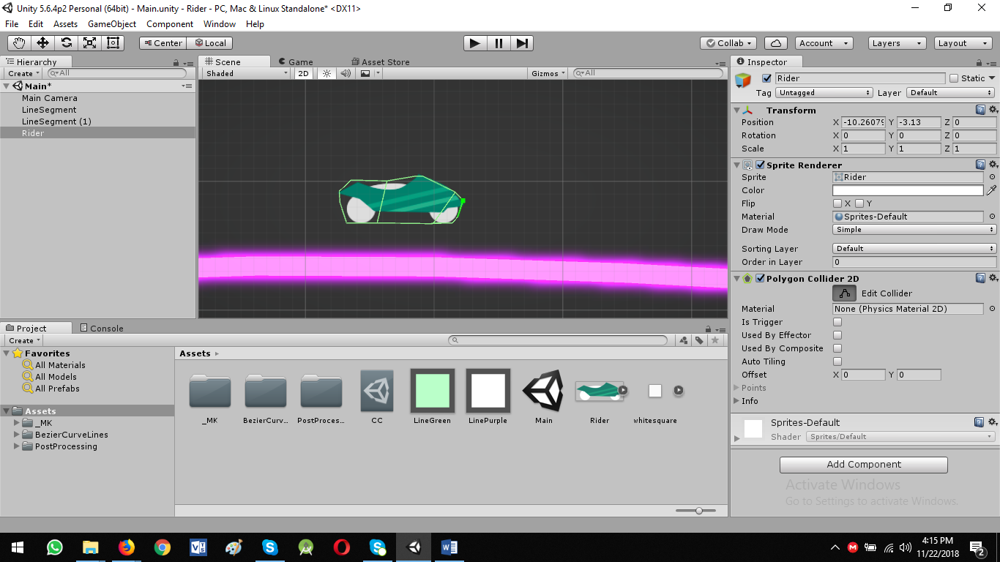 Unity 5.6.4p2 Personal (64bit) - Main.unity - Rider - PC, Mac & Linux Standalone* <DX11>
File Edit Assets GameObject Component Window Help
Center Local
Collab Account Layers Layout
Hierarchy
Create All
Main*
Main Camera
LineSegment
LineSegment (1)
Rider
Scene Game Asset Store
Shaded 2D Gizmos All
Inspector
Rider Static
Tag Untagged Layer Default
Transform
Position X -10.26079 Y -3.13 Z 0
Rotation X 0 Y 0 Z 0
Scale X 1 Y 1 Z 1
Sprite Renderer
Sprite Rider
Color
Flip X Y
Material Sprites-Default
Draw Mode Simple
Sorting Layer Default
Order in Layer 0
Polygon Collider 2D
Edit Collider
Material None (Physics Material 2D)
Is Trigger
Used By Effector
Used By Composite
Auto Tiling
Offset X 0 Y 0
Points
Info
Sprites-Default
Shader Sprites/Default
Add Component
Activate Windows
Go to Settings to activate Windows.
Project Console
Create
Favorites
All Materials
All Models
All Prefabs
Assets
_MK
BezierCurveLines
PostProcessing
Assets
_MK BezierCurv... PostProces... CC LineGreen LinePurple Main Rider whitesquare
4:15 PM
11/22/2018
2